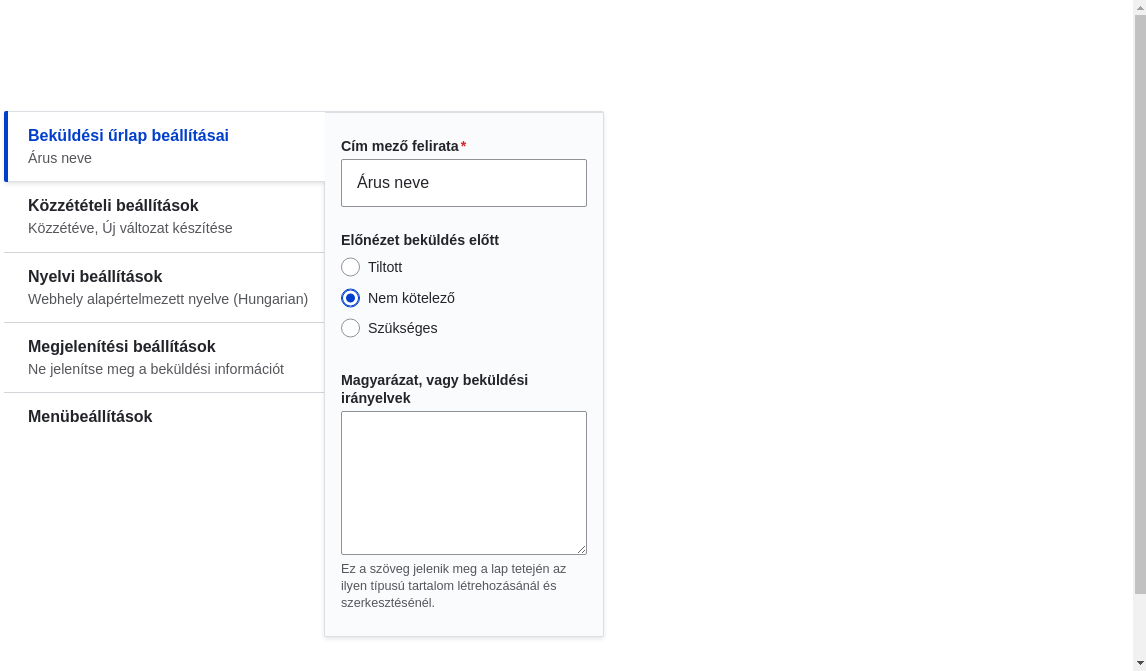 Beküldési űrlap beállításai
Árus neve
Közzétételi beállítások
Közzétéve, Új változat készítése
Nyelvi beállítások
Webhely alapértelmezett nyelve (Hungarian)
Megjelenítési beállítások
Ne jelenítse meg a beküldési információt
Menübeállítások
Cím mező felirata*
Árus neve
Előnézet beküldés előtt
Tiltott
Nem kötelező
Szükséges
Magyarázat, vagy beküldési
irányelvek
Ez a szöveg jelenik meg a lap tetején az
ilyen típusú tartalom létrehozásánál és
szerkesztésénél.